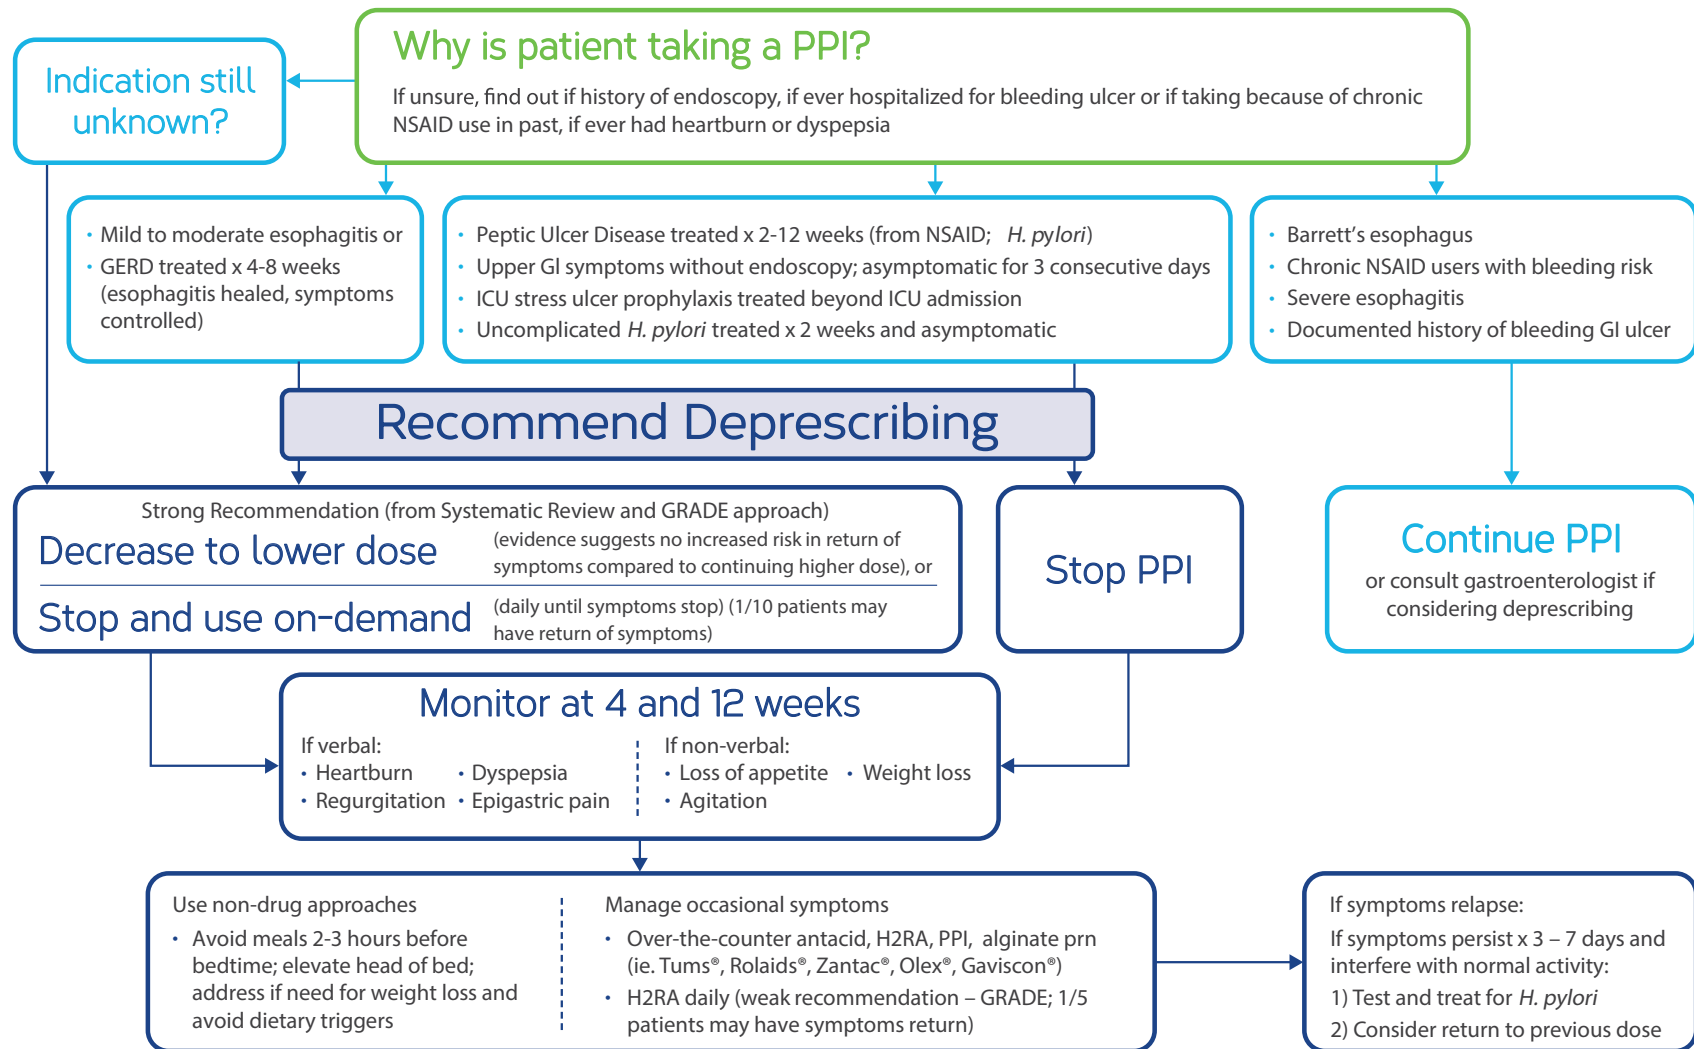 Why is patient taking a PPI?
If unsure, find out if history of endoscopy, if ever hospitalized for bleeding ulcer or if taking because of chronic
NSAID use in past, if ever had heartburn or dyspepsia
Indication still
unknown?
• Mild to moderate esophagitis or
• GERD treated x 4-8 weeks
(esophagitis healed, symptoms
controlled)
• Peptic Ulcer Disease treated x 2-12 weeks (from NSAID; H. pylori)
• Upper GI symptoms without endoscopy; asymptomatic for 3 consecutive days
• ICU stress ulcer prophylaxis treated beyond ICU admission
• Uncomplicated H. pylori treated x 2 weeks and asymptomatic
• Barrett's esophagus
• Chronic NSAID users with bleeding risk
• Severe esophagitis
• Documented history of bleeding GI ulcer
Recommend Deprescribing
Strong Recommendation (from Systematic Review and GRADE approach)
Decrease to lower dose
(evidence suggests no increased risk in return of
symptoms compared to continuing higher dose), or
Stop and use on-demand
(daily until symptoms stop) (1/10 patients may
have return of symptoms)
Stop PPI
Continue PPI
or consult gastroenterologist if
considering deprescribing
Monitor at 4 and 12 weeks
If verbal:
• Heartburn • Dyspepsia
• Regurgitation • Epigastric pain
If non-verbal:
• Loss of appetite • Weight loss
• Agitation
Use non-drug approaches
• Avoid meals 2-3 hours before
bedtime; elevate head of bed;
address if need for weight loss and
avoid dietary triggers
Manage occasional symptoms
• Over-the-counter antacid, H2RA, PPI, alginate prn
(ie. Tums®, Rolaids®, Zantac®, Olex®, Gaviscon®)
• H2RA daily (weak recommendation – GRADE; 1/5
patients may have symptoms return)
If symptoms relapse:
If symptoms persist x 3 – 7 days and
interfere with normal activity:
1) Test and treat for H. pylori
2) Consider return to previous dose